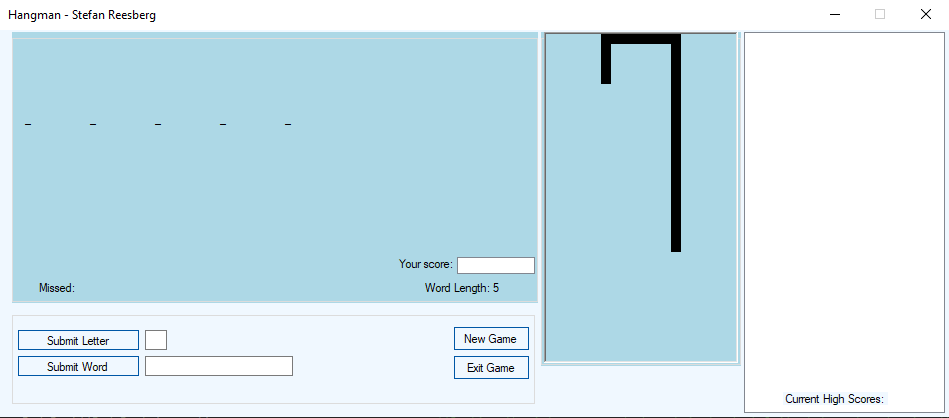 Hangman - Stefan Reesberg
_ _ _ _ _
Your score:
Missed:
Word Length: 5
Submit Letter
New Game
Submit Word
Exit Game
Current High Scores: